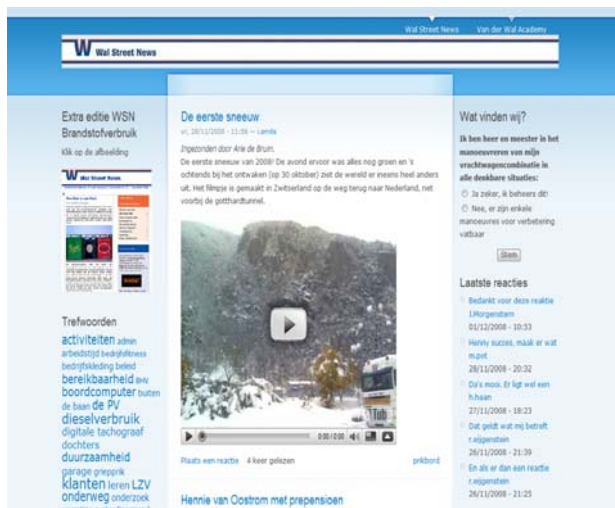 Wal Street News Van der Wal Academy
W Wal Street News
Extra editie WSN
Brandstofverbruik
Klik op de afbeelding
Wal Street News
Trefwoorden
activiteiten admin
arbeidstijd bedrijfsfitness
bedrijfskleding beleid
bereikbaarheid BHV
boordcomputer buiten
de baan de PV
dieselverbruik
digitale tachograaf
dochters
duurzaamheid
garage griepprik
klanten leren LZV
onderweg onderzoek
De eerste sneeuw
vr, 28/11/2008 - 11:56 — camilla
Ingezonden door Arie de Bruin.
De eerste sneeuw van 2008! De avond ervoor was alles nog groen en 's
ochtends bij het ontwaken (op 30 oktober) ziet de wereld er ineens heel anders
uit. Het filmpje is gemaakt in Zwitserland op de weg terug naar Nederland, net
voorbij de gotthardtunnel.
0:00 / 0:00
Plaats een reactie 4 keer gelezen prikbord
Hennie van Oostrom met prepensioen
Wat vinden wij?
Ik ben heer en meester in het
manoeuvreren van mijn
vrachtwagencombinatie in
alle denkbare situaties:
Ja zeker, ik beheers dit!
Nee, er zijn enkele
manoeuvres voor verbetering
vatbaar
Stem
Laatste reacties
Bedankt voor deze reaktie
J.Morgenstern
01/12/2008 - 10:53
Henny succes, maak er wat
m.pot
28/11/2008 - 20:32
Da's mooi. Er ligt wel een
h.haan
27/11/2008 - 18:23
Dat geldt wat mij betreft
r.eijgenstein
26/11/2008 - 21:39
En als er dan een reactie
r.eijgenstein
26/11/2008 - 21:25